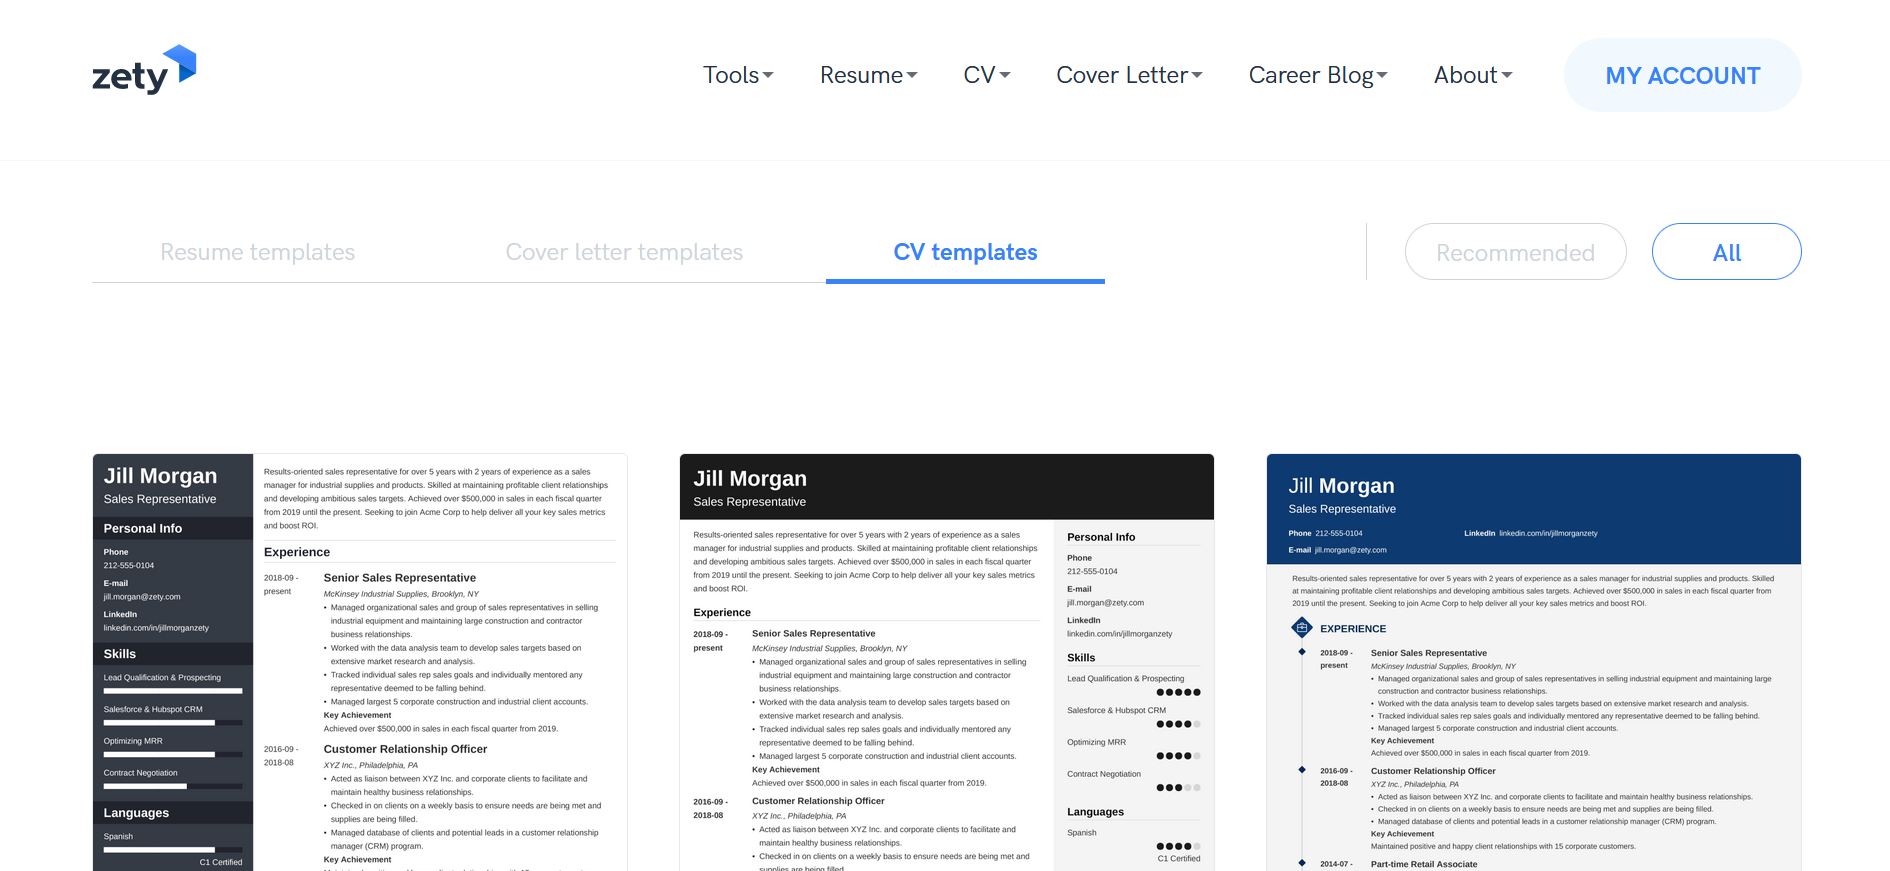 zety
Tools
Resume
CV
Cover Letter
Career Blog
About
MY ACCOUNT
Resume templates
Cover letter templates
CV templates
Recommended
All
Jill Morgan
Sales Representative
Personal Info
Phone
212-555-0104
E-mail
jill.morgan@zety.com
LinkedIn
linkedin.com/in/jillmorganzety
Skills
Lead Qualification & Prospecting
Salesforce & Hubspot CRM
Optimizing MRR
Contract Negotiation
Languages
Spanish
C1 Certified
Results-oriented sales representative for over 5 years with 2 years of experience as a sales
manager for industrial supplies and products. Skilled at maintaining profitable client relationships
and developing ambitious sales targets. Achieved over $500,000 in sales in each fiscal quarter
from 2019 until the present. Seeking to join Acme Corp to help deliver all your key sales metrics
and boost ROI.
Experience
2018-09 -
present
Senior Sales Representative
McKinsey Industrial Supplies, Brooklyn, NY
• Managed organizational sales and group of sales representatives in selling
industrial equipment and maintaining large construction and contractor
business relationships.
• Worked with the data analysis team to develop sales targets based on
extensive market research and analysis.
• Tracked individual sales rep sales goals and individually mentored any
representative deemed to be falling behind.
• Managed largest 5 corporate construction and industrial client accounts.
Key Achievement
Achieved over $500,000 in sales in each fiscal quarter from 2019.
2016-09 -
2018-08
Customer Relationship Officer
XYZ Inc., Philadelphia, PA
• Acted as liaison between XYZ Inc. and corporate clients to facilitate and
maintain healthy business relationships.
• Checked in on clients on a weekly basis to ensure needs are being met and
supplies are being filled.
• Managed database of clients and potential leads in a customer relationship
manager (CRM) program.
Key Achievement
Jill Morgan
Sales Representative
Results-oriented sales representative for over 5 years with 2 years of experience as a sales
manager for industrial supplies and products. Skilled at maintaining profitable client relationships
and developing ambitious sales targets. Achieved over $500,000 in sales in each fiscal quarter
from 2019 until the present. Seeking to join Acme Corp to help deliver all your key sales metrics
and boost ROI.
Experience
2018-09 -
present
Senior Sales Representative
McKinsey Industrial Supplies, Brooklyn, NY
• Managed organizational sales and group of sales representatives in selling
industrial equipment and maintaining large construction and contractor
business relationships.
• Worked with the data analysis team to develop sales targets based on
extensive market research and analysis.
• Tracked individual sales rep sales goals and individually mentored any
representative deemed to be falling behind.
• Managed largest 5 corporate construction and industrial client accounts.
Key Achievement
Achieved over $500,000 in sales in each fiscal quarter from 2019.
2016-09 -
2018-08
Customer Relationship Officer
XYZ Inc., Philadelphia, PA
• Acted as liaison between XYZ Inc. and corporate clients to facilitate and
maintain healthy business relationships.
• Checked in on clients on a weekly basis to ensure needs are being met and
supplies are being filled.
Personal Info
Phone
212-555-0104
E-mail
jill.morgan@zety.com
LinkedIn
linkedin.com/in/jillmorganzety
Skills
Lead Qualification & Prospecting
Salesforce & Hubspot CRM
Optimizing MRR
Contract Negotiation
Languages
Spanish
C1 Certified
Jill Morgan
Sales Representative
Phone 212-555-0104
LinkedIn linkedin.com/in/jillmorganzety
E-mail jill.morgan@zety.com
Results-oriented sales representative for over 5 years with 2 years of experience as a sales manager for industrial supplies and products. Skilled
at maintaining profitable client relationships and developing ambitious sales targets. Achieved over $500,000 in sales in each fiscal quarter from
2019 until the present. Seeking to join Acme Corp to help deliver all your key sales metrics and boost ROI.
EXPERIENCE
2018-09 -
present
Senior Sales Representative
McKinsey Industrial Supplies, Brooklyn, NY
• Managed organizational sales and group of sales representatives in selling industrial equipment and maintaining large
construction and contractor business relationships.
• Worked with the data analysis team to develop sales targets based on extensive market research and analysis.
• Tracked individual sales rep sales goals and individually mentored any representative deemed to be falling behind.
• Managed largest 5 corporate construction and industrial client accounts.
Key Achievement
Achieved over $500,000 in sales in each fiscal quarter from 2019.
2016-09 -
2018-08
Customer Relationship Officer
XYZ Inc., Philadelphia, PA
• Acted as liaison between XYZ Inc. and corporate clients to facilitate and maintain healthy business relationships.
• Checked in on clients on a weekly basis to ensure needs are being met and supplies are being filled.
• Managed database of clients and potential leads in a customer relationship manager (CRM) program.
Key Achievement
Maintained positive and happy client relationships with 15 corporate customers.
2014-07 -
Part-time Retail Associate